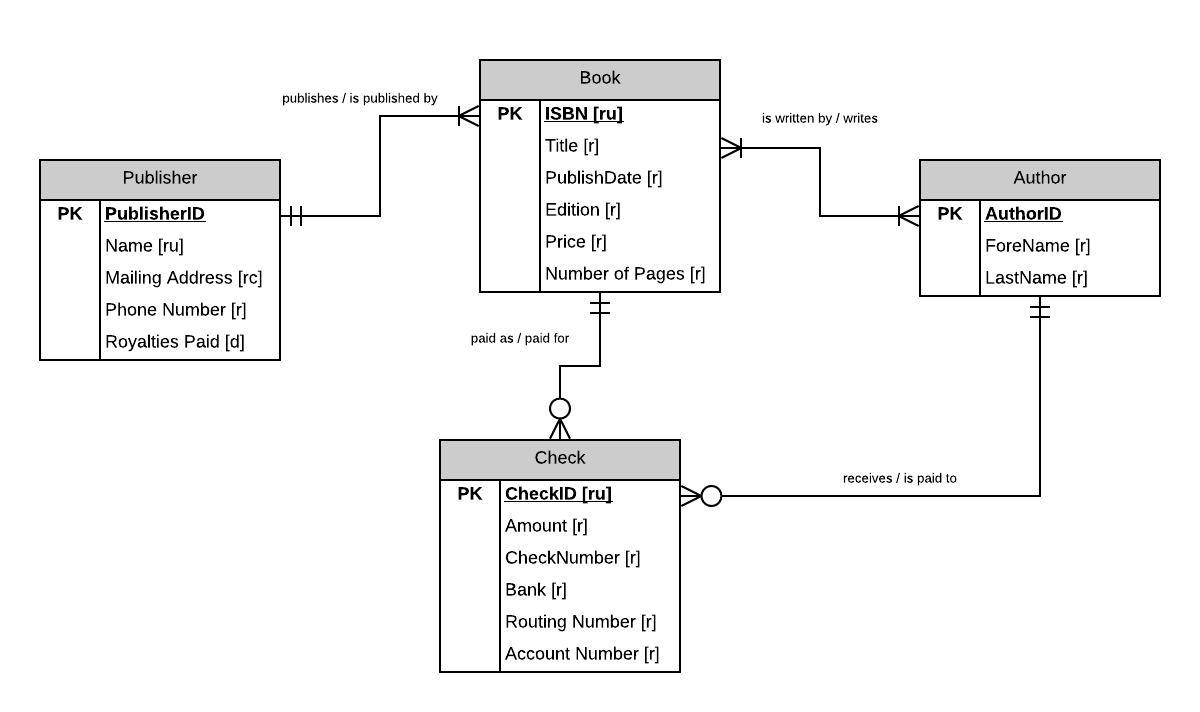 Book
publishes / is published by
PK ISBN [ru]
is written by / writes
Title [r]
PublishDate [r]
Edition [r]
Price [r]
Number of Pages [r]
Publisher
PK PublisherID
Name [ru]
Mailing Address [rc]
Phone Number [r]
Royalties Paid [d]
Author
PK AuthorID
ForeName [r]
LastName [r]
paid as / paid for
Check
PK CheckID [ru]
Amount [r]
CheckNumber [r]
Bank [r]
Routing Number [r]
Account Number [r]
receives / is paid to